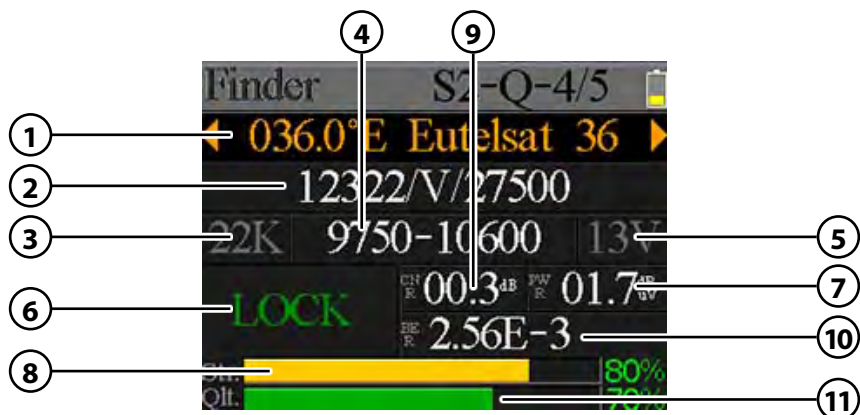 4 9
Finder S2-Q-4/5
1 036.0°E Eutelsat 36
2 12322/V/27500
3 22K 9750-10600 13V 5
6 LOCK CNR 00.3dB PWR 01.7dBuV 7
BER 2.56E-3 10
8 Str. 80%
Qlt. 70% 11